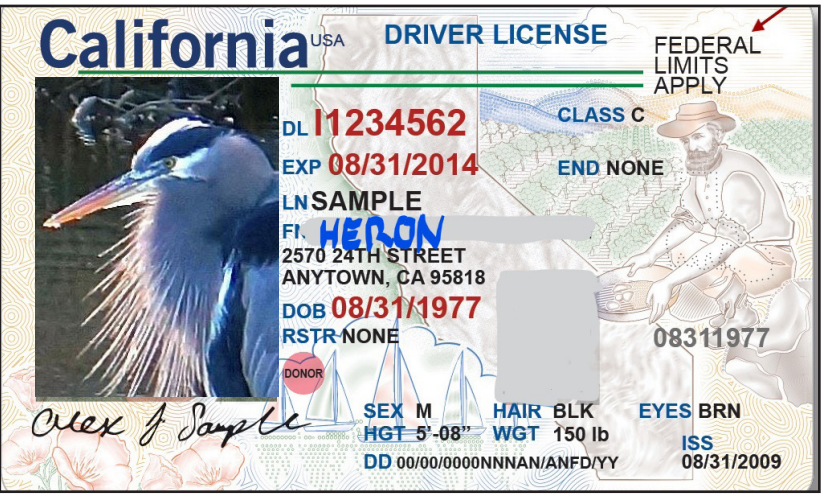 California USA DRIVER LICENSE
FEDERAL
LIMITS
APPLY
DL I1234562
CLASS C
EXP 08/31/2014
END NONE
LN SAMPLE
FN HERON
2570 24TH STREET
ANYTOWN, CA 95818
DOB 08/31/1977
RSTR NONE
08311977
DONOR
SEX M HAIR BLK EYES BRN
HGT 5'-08" WGT 150 lb
ISS
DD 00/00/0000NNNAN/ANFD/YY 08/31/2009
Alex J Sample